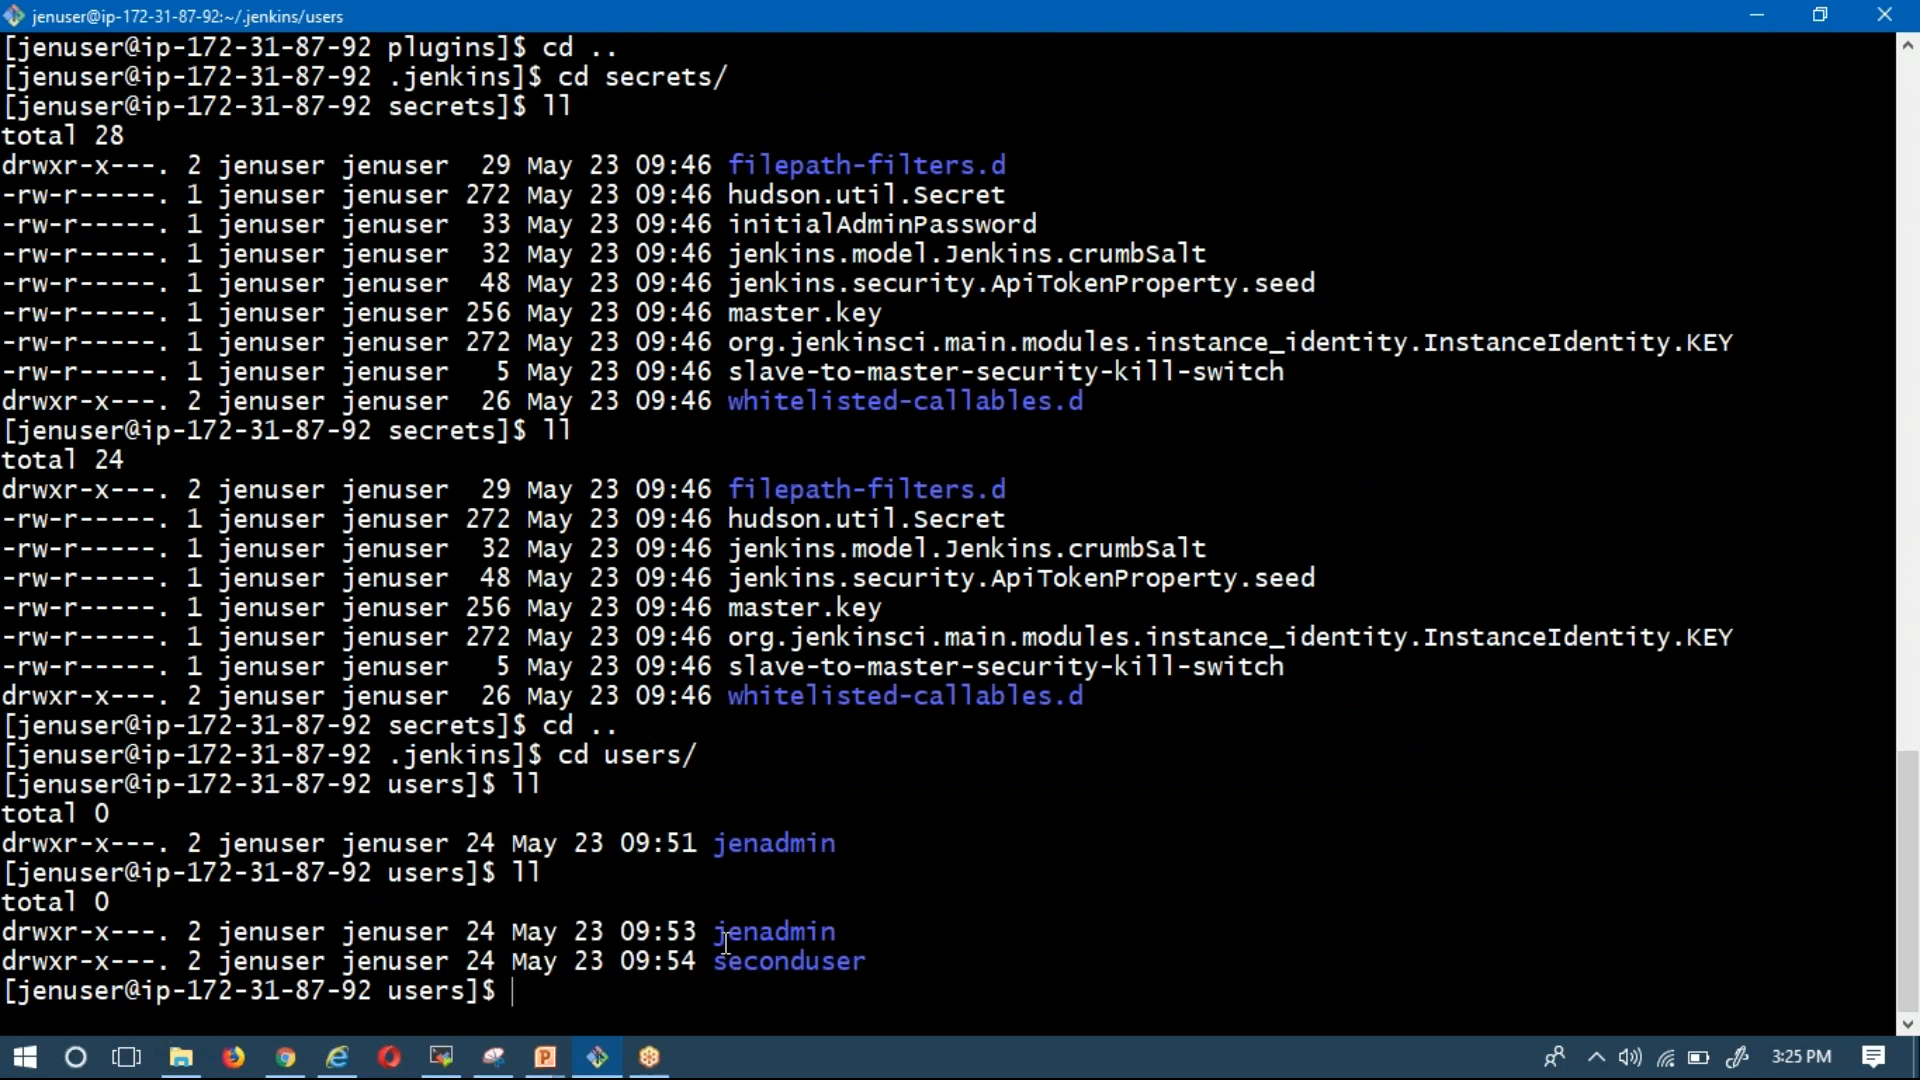 jenuser@ip-172-31-87-92:~/.jenkins/users
[jenuser@ip-172-31-87-92 plugins]$ cd ..
[jenuser@ip-172-31-87-92 .jenkins]$ cd secrets/
[jenuser@ip-172-31-87-92 secrets]$ ll
total 28
drwxr-x---. 2 jenuser jenuser  29 May 23 09:46 filepath-filters.d
-rw-r-----. 1 jenuser jenuser 272 May 23 09:46 hudson.util.Secret
-rw-r-----. 1 jenuser jenuser  33 May 23 09:46 initialAdminPassword
-rw-r-----. 1 jenuser jenuser  32 May 23 09:46 jenkins.model.Jenkins.crumbSalt
-rw-r-----. 1 jenuser jenuser  48 May 23 09:46 jenkins.security.ApiTokenProperty.seed
-rw-r-----. 1 jenuser jenuser 256 May 23 09:46 master.key
-rw-r-----. 1 jenuser jenuser 272 May 23 09:46 org.jenkinsci.main.modules.instance_identity.InstanceIdentity.KEY
-rw-r-----. 1 jenuser jenuser   5 May 23 09:46 slave-to-master-security-kill-switch
drwxr-x---. 2 jenuser jenuser  26 May 23 09:46 whitelisted-callables.d
[jenuser@ip-172-31-87-92 secrets]$ ll
total 24
drwxr-x---. 2 jenuser jenuser  29 May 23 09:46 filepath-filters.d
-rw-r-----. 1 jenuser jenuser 272 May 23 09:46 hudson.util.Secret
-rw-r-----. 1 jenuser jenuser  32 May 23 09:46 jenkins.model.Jenkins.crumbSalt
-rw-r-----. 1 jenuser jenuser  48 May 23 09:46 jenkins.security.ApiTokenProperty.seed
-rw-r-----. 1 jenuser jenuser 256 May 23 09:46 master.key
-rw-r-----. 1 jenuser jenuser 272 May 23 09:46 org.jenkinsci.main.modules.instance_identity.InstanceIdentity.KEY
-rw-r-----. 1 jenuser jenuser   5 May 23 09:46 slave-to-master-security-kill-switch
drwxr-x---. 2 jenuser jenuser  26 May 23 09:46 whitelisted-callables.d
[jenuser@ip-172-31-87-92 secrets]$ cd ..
[jenuser@ip-172-31-87-92 .jenkins]$ cd users/
[jenuser@ip-172-31-87-92 users]$ ll
total 0
drwxr-x---. 2 jenuser jenuser 24 May 23 09:51 jenadmin
[jenuser@ip-172-31-87-92 users]$ ll
total 0
drwxr-x---. 2 jenuser jenuser 24 May 23 09:53 jenadmin
drwxr-x---. 2 jenuser jenuser 24 May 23 09:54 seconduser
[jenuser@ip-172-31-87-92 users]$
3:25 PM